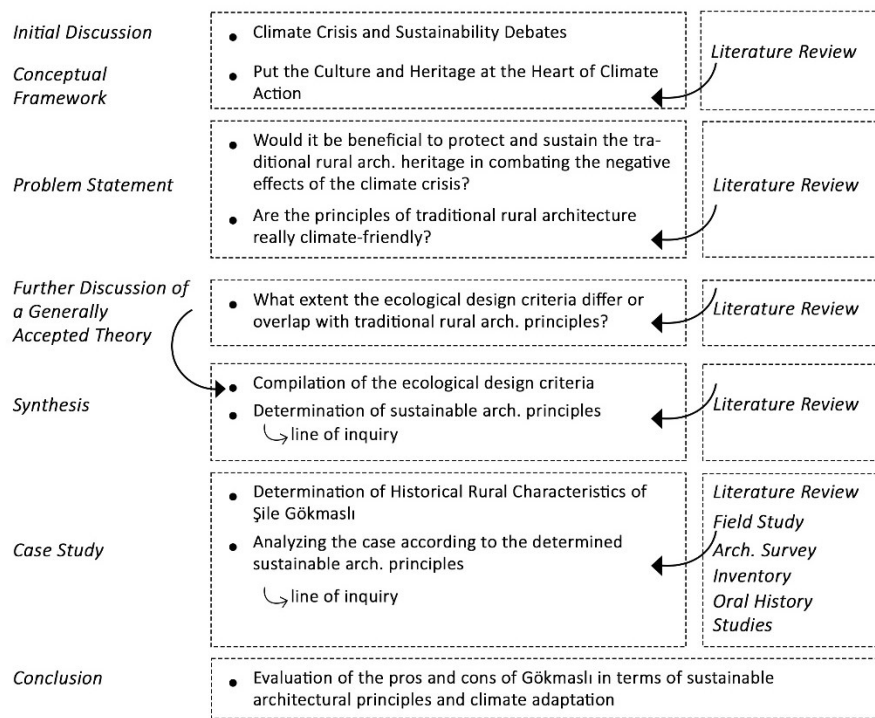 Initial Discussion
• Climate Crisis and Sustainability Debates
Literature Review
Conceptual
Framework
• Put the Culture and Heritage at the Heart of Climate
Action
Problem Statement
• Would it be beneficial to protect and sustain the tra-
ditional rural arch. heritage in combating the negative
effects of the climate crisis?
• Are the principles of traditional rural architecture
really climate-friendly?
Literature Review
Further Discussion of
a Generally
Accepted Theory
• What extent the ecological design criteria differ or
overlap with traditional rural arch. principles?
Literature Review
Synthesis
• Compilation of the ecological design criteria
• Determination of sustainable arch. principles
line of inquiry
Literature Review
Case Study
• Determination of Historical Rural Characteristics of
Şile Gökmaslı
• Analyzing the case according to the determined
sustainable arch. principles
line of inquiry
Literature Review
Field Study
Arch. Survey
Inventory
Oral History
Studies
Conclusion
• Evaluation of the pros and cons of Gökmaslı in terms of sustainable
architectural principles and climate adaptation